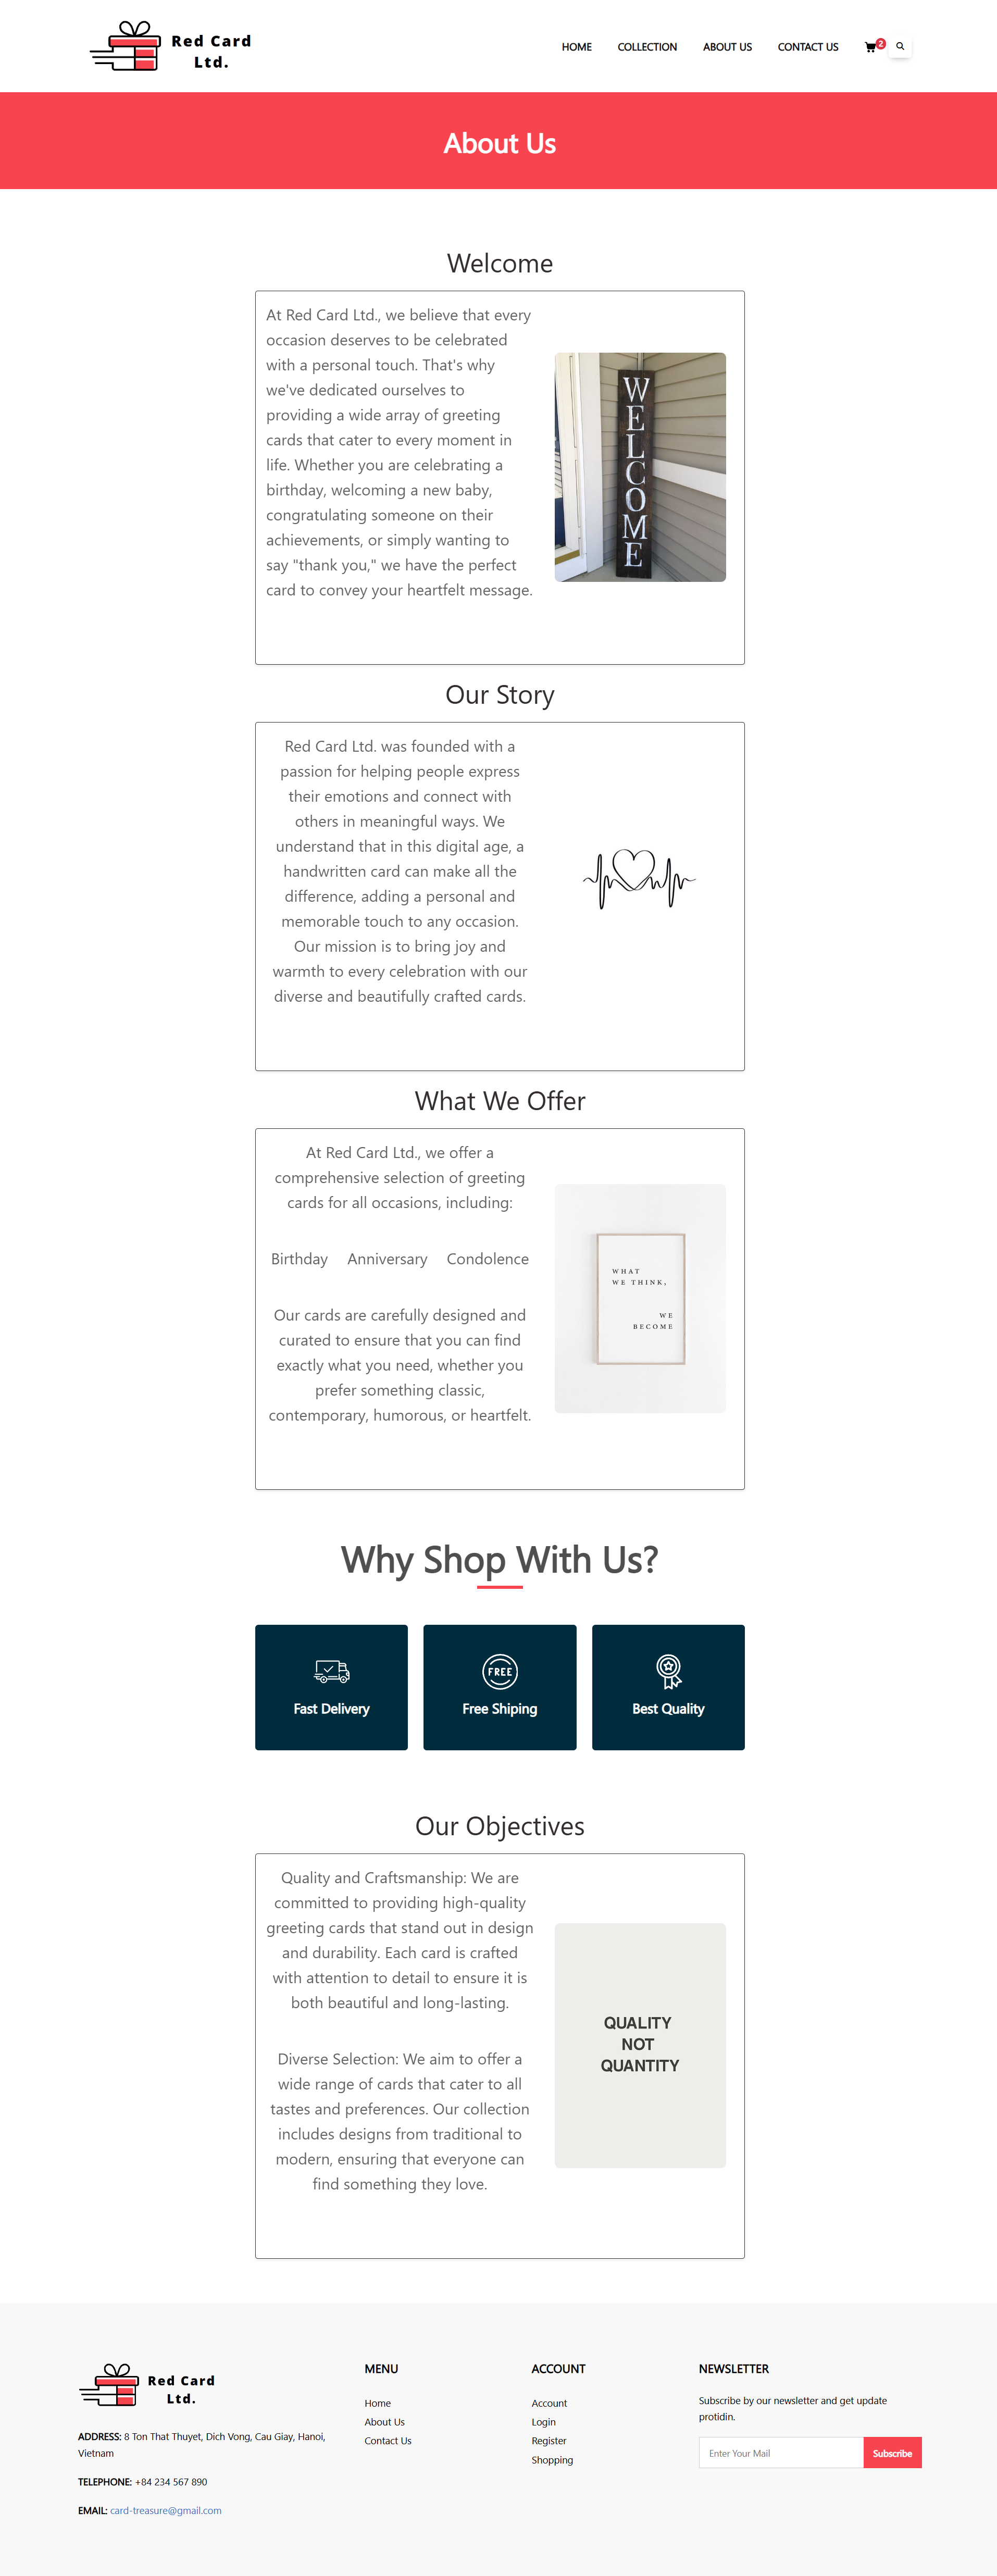 Red Card
Ltd.
HOME
COLLECTION
ABOUT US
CONTACT US
2
About Us
Welcome
At Red Card Ltd., we believe that every
occasion deserves to be celebrated
with a personal touch. That's why
we've dedicated ourselves to
providing a wide array of greeting
cards that cater to every moment in
life. Whether you are celebrating a
birthday, welcoming a new baby,
congratulating someone on their
achievements, or simply wanting to
say "thank you," we have the perfect
card to convey your heartfelt message.
WELCOME
Our Story
Red Card Ltd. was founded with a
passion for helping people express
their emotions and connect with
others in meaningful ways. We
understand that in this digital age, a
handwritten card can make all the
difference, adding a personal and
memorable touch to any occasion.
Our mission is to bring joy and
warmth to every celebration with our
diverse and beautifully crafted cards.
What We Offer
At Red Card Ltd., we offer a
comprehensive selection of greeting
cards for all occasions, including:
Birthday Anniversary Condolence
Our cards are carefully designed and
curated to ensure that you can find
exactly what you need, whether you
prefer something classic,
contemporary, humorous, or heartfelt.
WHAT
WE THINK,
WE
BECOME
Why Shop With Us?
FREE
Fast Delivery
Free Shiping
Best Quality
Our Objectives
Quality and Craftsmanship: We are
committed to providing high-quality
greeting cards that stand out in design
and durability. Each card is crafted
with attention to detail to ensure it is
both beautiful and long-lasting.
Diverse Selection: We aim to offer a
wide range of cards that cater to all
tastes and preferences. Our collection
includes designs from traditional to
modern, ensuring that everyone can
find something they love.
QUALITY
NOT
QUANTITY
Red Card
Ltd.
ADDRESS: 8 Ton That Thuyet, Dich Vong, Cau Giay, Hanoi,
Vietnam
TELEPHONE: +84 234 567 890
EMAIL: card-treasure@gmail.com
MENU
Home
About Us
Contact Us
ACCOUNT
Account
Login
Register
Shopping
NEWSLETTER
Subscribe by our newsletter and get update
protidin.
Enter Your Mail
Subscribe